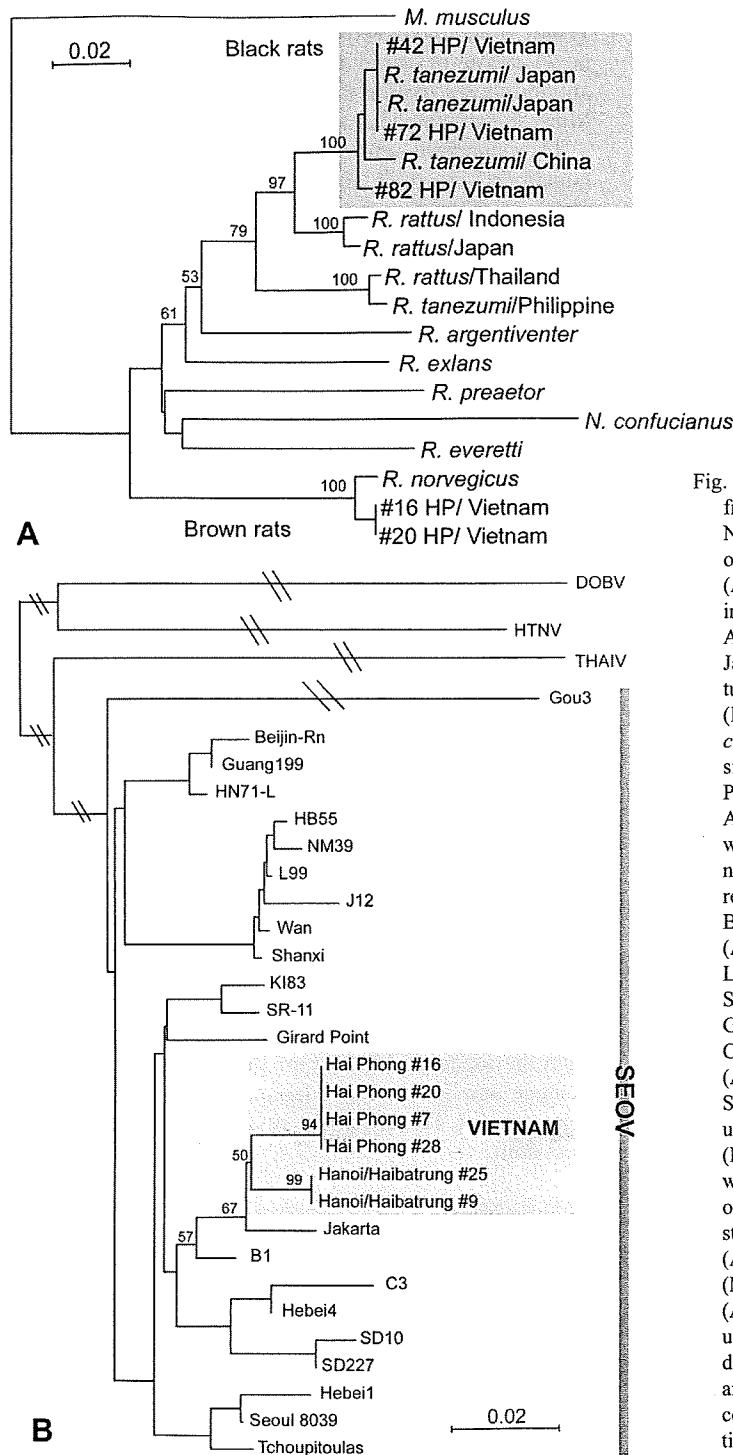 M. musculus
0.02
Black rats
#42 HP/ Vietnam
R. tanezumi/ Japan
R. tanezumi/Japan
#72 HP/ Vietnam
100
R. tanezumi/ China
#82 HP/ Vietnam
97
R. rattus/ Indonesia
100
R. rattus/Japan
79
R. rattus/Thailand
100
R. tanezumi/Philippine
53
R. argentiventer
61
R. exlans
R. preaetor
N. confucianus
R. everetti
R. norvegicus
100
#16 HP/ Vietnam
#20 HP/ Vietnam
Brown rats
A
DOBV
HTNV
THAIV
Gou3
Beijin-Rn
Guang199
HN71-L
HB55
NM39
L99
J12
Wan
Shanxi
KI83
SR-11
Girard Point
Hai Phong #16
Hai Phong #20
Hai Phong #7
94
VIETNAM
Hai Phong #28
50
Hanoi/Haibatrung #25
99
Hanoi/Haibatrung #9
67
Jakarta
57
B1
C3
Hebei4
SD10
SD227
Hebei1
Seoul 8039
Tchoupitoulas
0.02
B
SEOV
Fig.